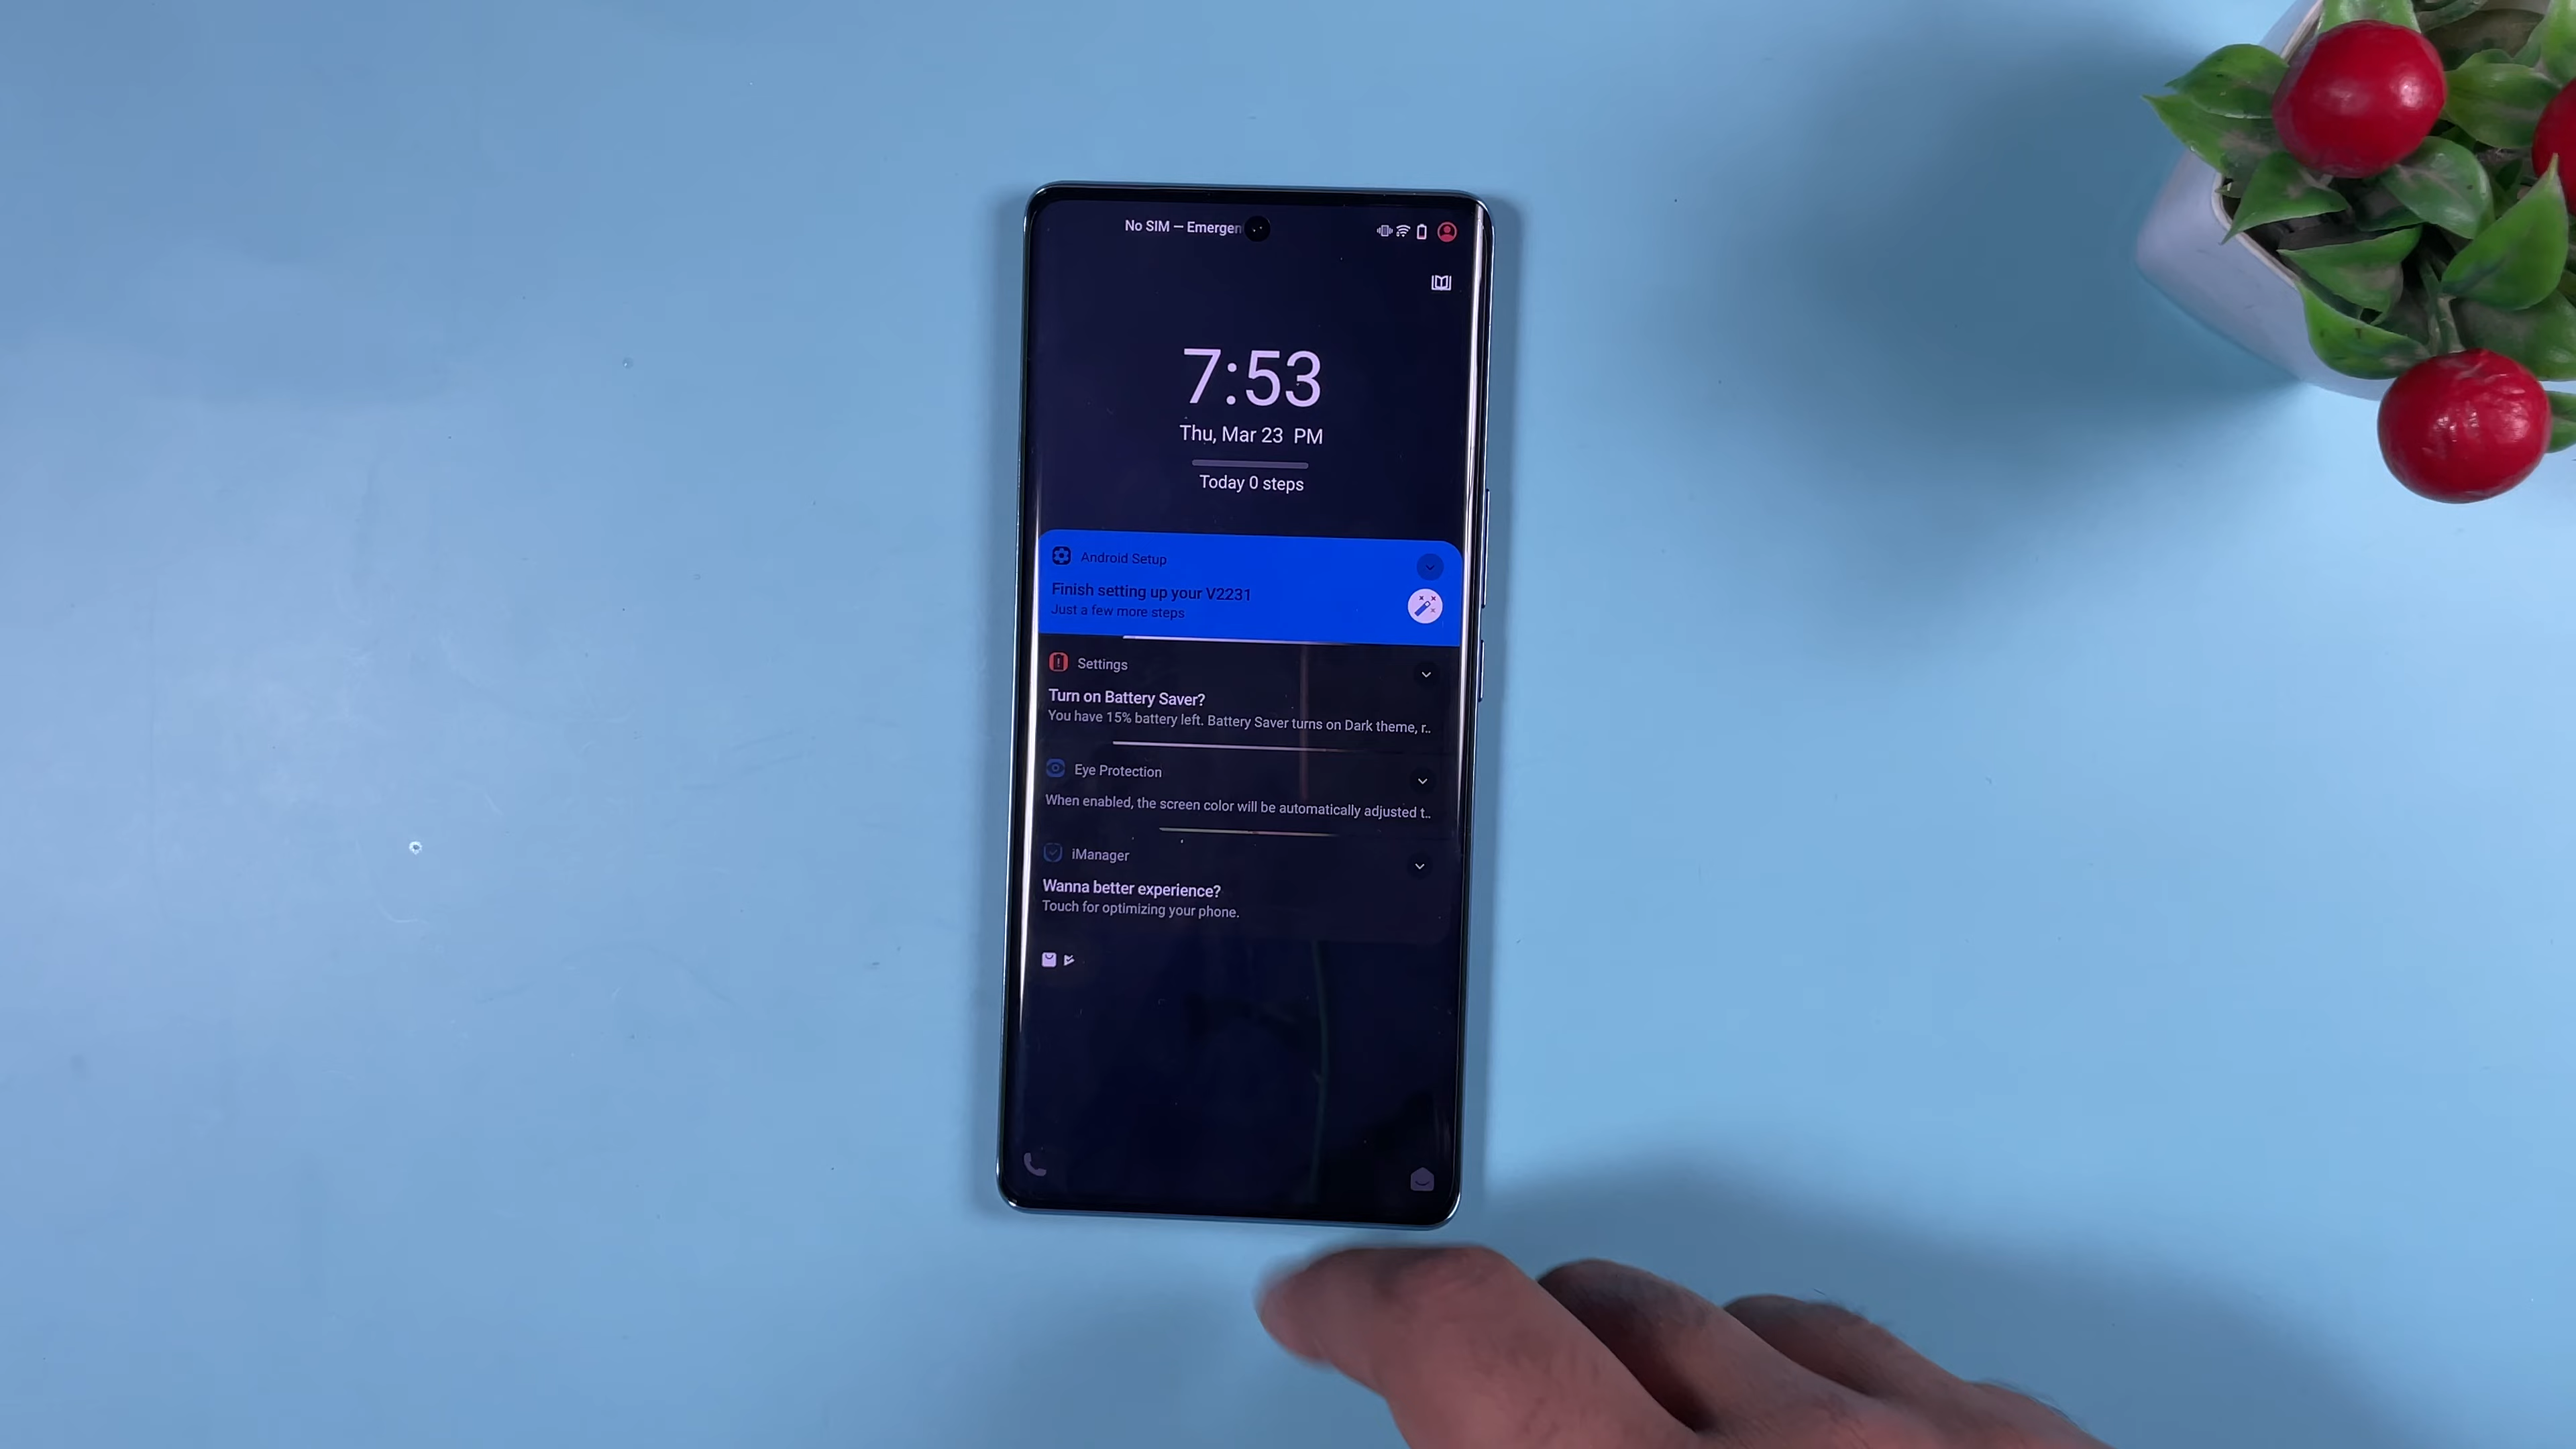 No SIM — Emergen
7:53
Thu, Mar 23 PM
Today 0 steps
Android Setup
Finish setting up your V2231
Just a few more steps
Settings
Turn on Battery Saver?
You have 15% battery left. Battery Saver turns on Dark theme, r..
Eye Protection
When enabled, the screen color will be automatically adjusted t..
iManager
Wanna better experience?
Touch for optimizing your phone.